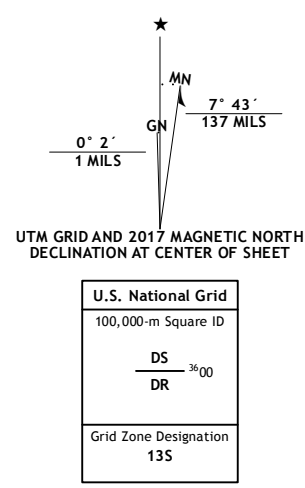 ★
MN
GN
7° 43´
137 MILS
0° 2´
1 MILS
UTM GRID AND 2017 MAGNETIC NORTH
DECLINATION AT CENTER OF SHEET
U.S. National Grid
100,000-m Square ID
DS
3600
DR
Grid Zone Designation
13S